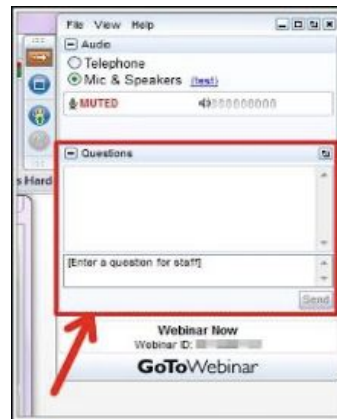 File View Help
Audio
Telephone
Mic & Speakers (test)
MUTED
s Hard
Questions
[Enter a question for staff]
Send
Webinar Now
Webinar ID:
GoToWebinar